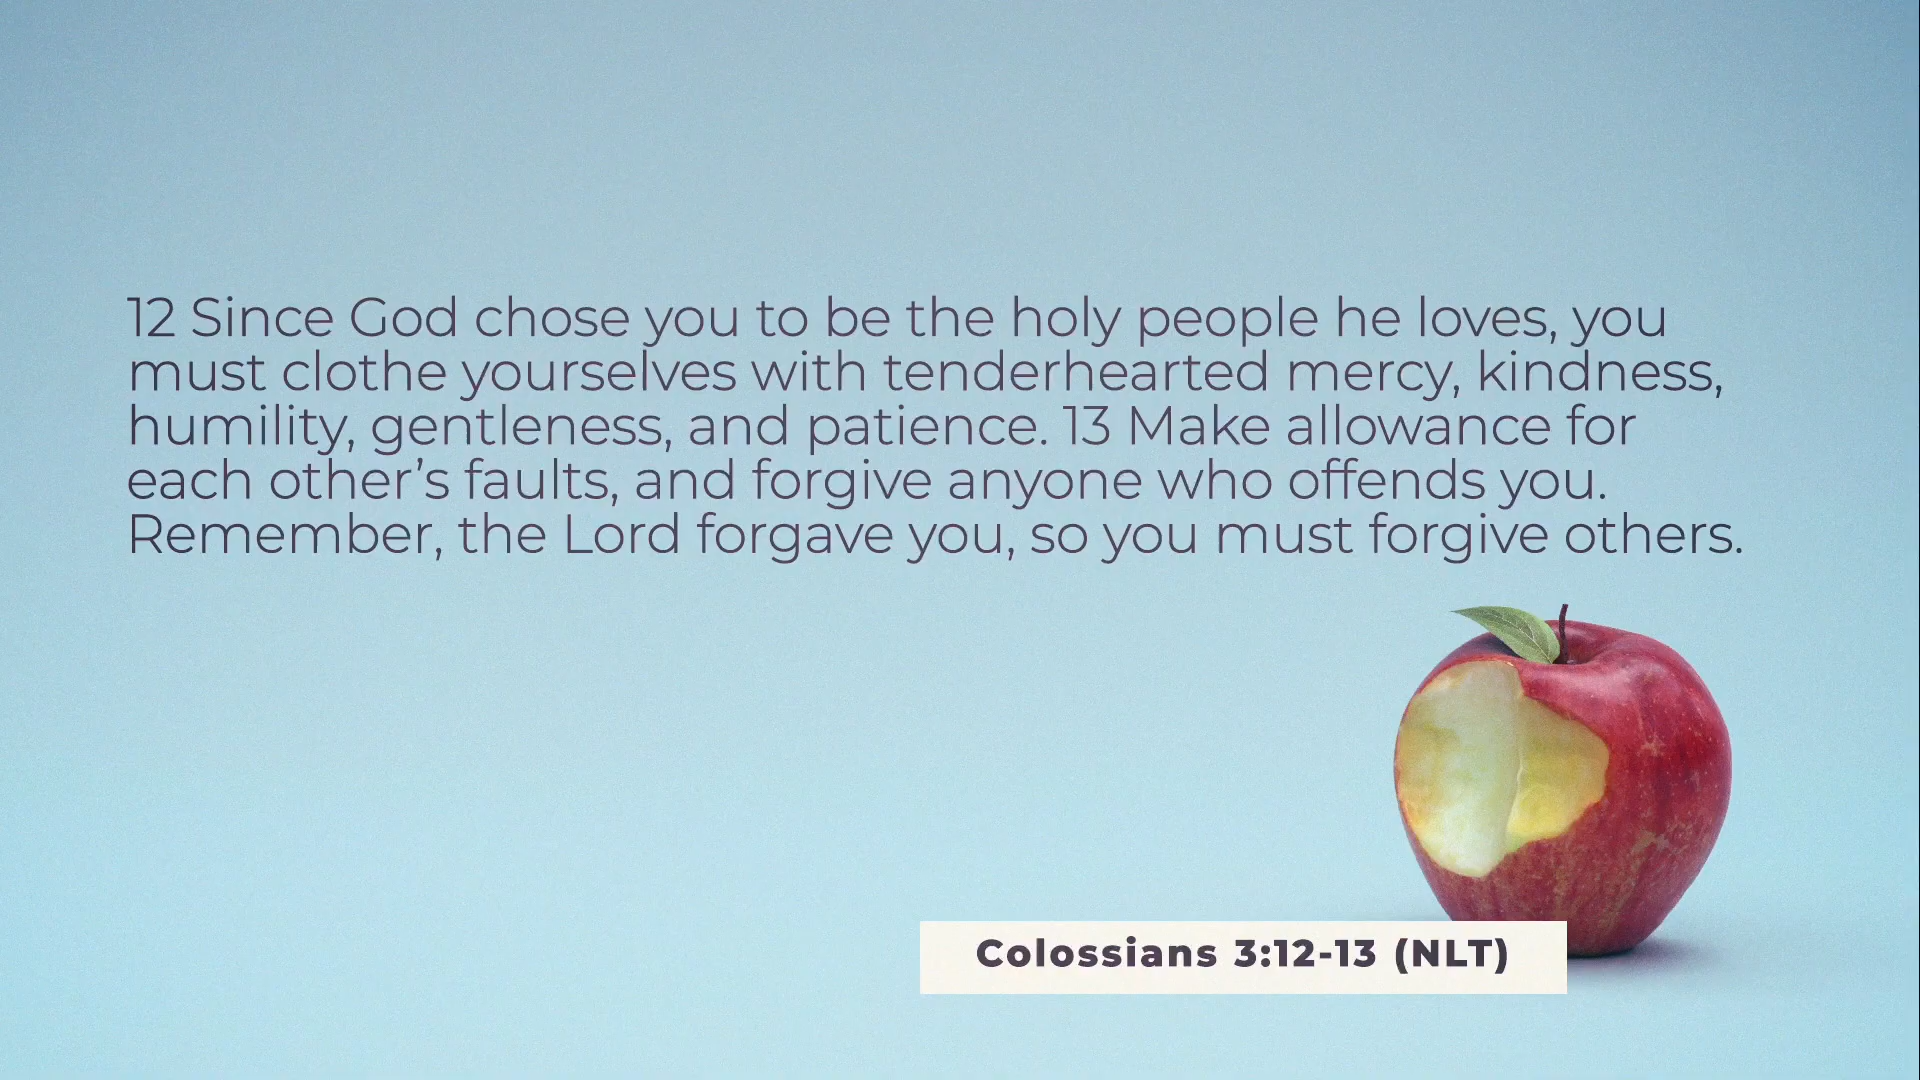 12 Since God chose you to be the holy people he loves, you
must clothe yourselves with tenderhearted mercy, kindness,
humility, gentleness, and patience. 13 Make allowance for
each other’s faults, and forgive anyone who offends you.
Remember, the Lord forgave you, so you must forgive others.
Colossians 3:12-13 (NLT)